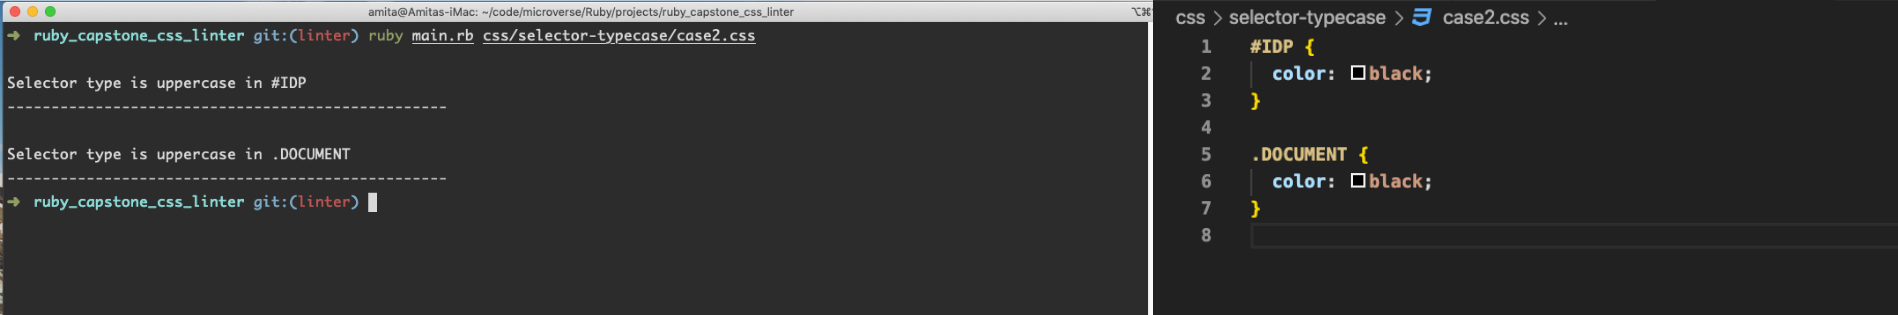 amita@Amitas-iMac: ~/code/microverse/Ruby/projects/ruby_capstone_css_linter
⌥⌘
➜ ruby_capstone_css_linter git:(linter) ruby main.rb css/selector-typecase/case2.css
Selector type is uppercase in #IDP
--------------------------------------------------
Selector type is uppercase in .DOCUMENT
--------------------------------------------------
➜ ruby_capstone_css_linter git:(linter)
css > selector-typecase > case2.css > ...
1 #IDP {
2 color: black;
3 }
4
5 .DOCUMENT {
6 color: black;
7 }
8